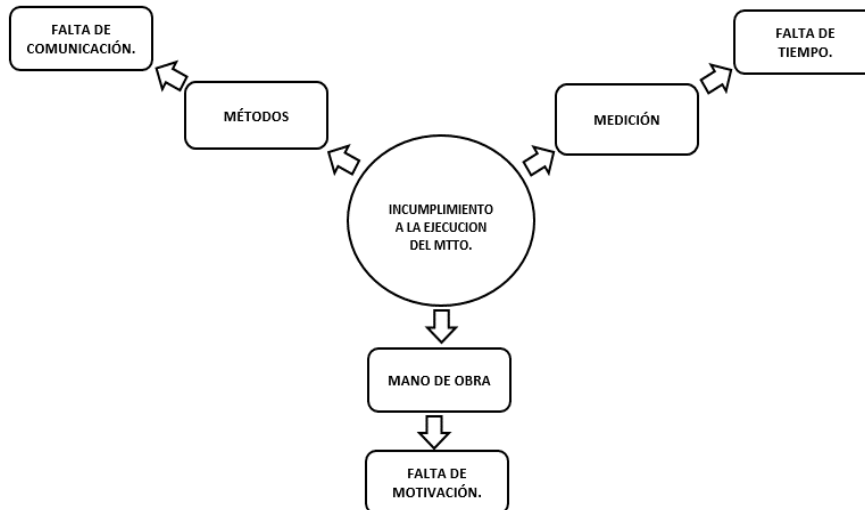 FALTA DE
COMUNICACIÓN.
FALTA DE
TIEMPO.
MÉTODOS
MEDICIÓN
INCUMPLIMIENTO
A LA EJECUCION
DEL MTTO.
MANO DE OBRA
FALTA DE
MOTIVACIÓN.